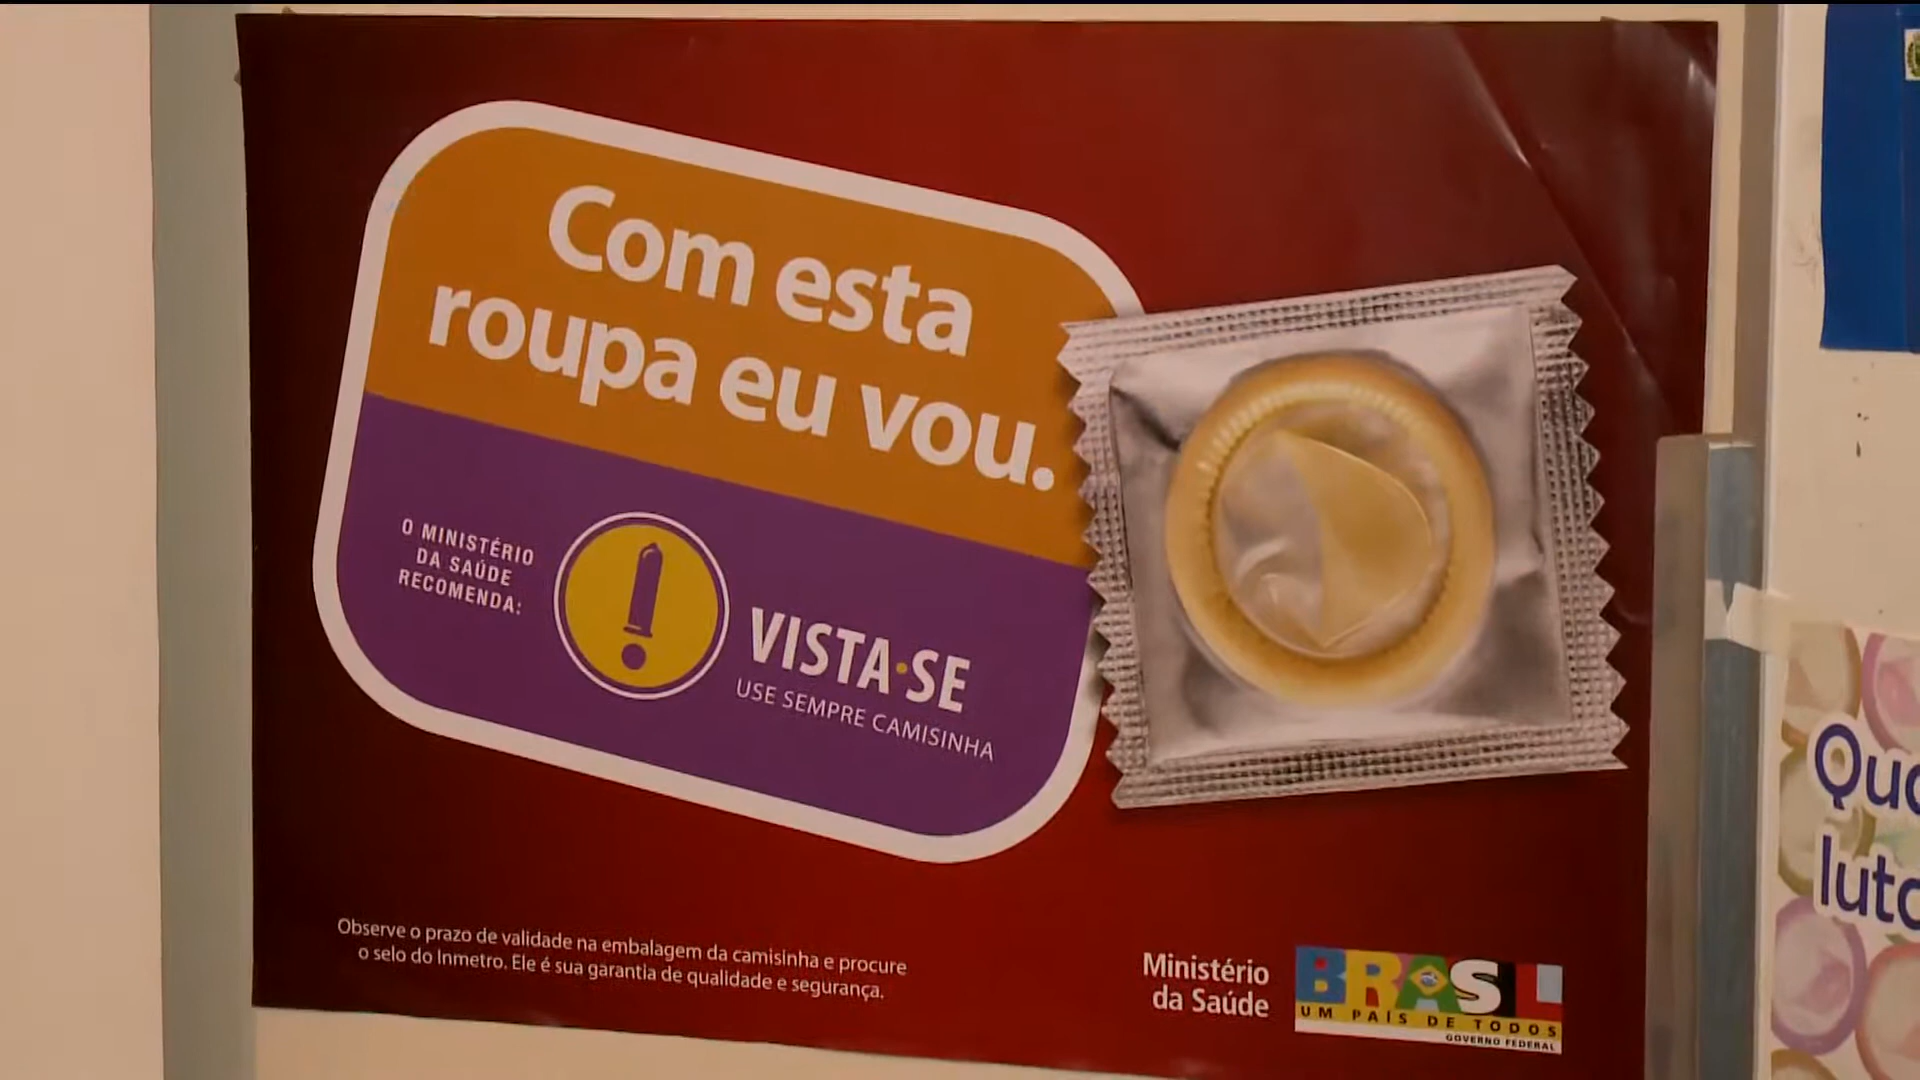 Com esta
roupa eu vou.
O MINISTÉRIO
DA SAÚDE
RECOMENDA:
VISTA•SE
USE SEMPRE CAMISINHA
Observe o prazo de validade na embalagem da camisinha e procure
o selo do Inmetro. Ele é sua garantia de qualidade e segurança.
Ministério
da Saúde
BRASIL
UM PAÍS DE TODOS
GOVERNO FEDERAL